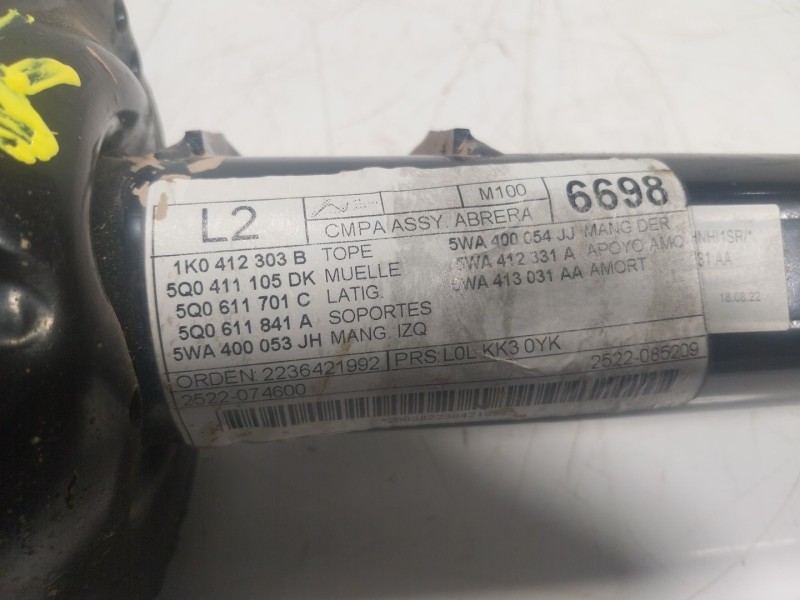 L2
M100
6698
CMPA ASSY. ABRERA
1K0 412 303 B TOPE
5Q0 411 105 DK MUELLE
5Q0 611 701 C LATIG.
5Q0 611 841 A SOPORTES
5WA 400 053 JH MANG. IZQ
5WA 400 054 JJ MANG DER
5WA 412 331 A APOYO AMO
5WA 413 031 AA AMORT
ORDEN: 2236421992
PRS: L0L KK3 0YK
2522-074600
2522-085209
31 AA
18.08.22